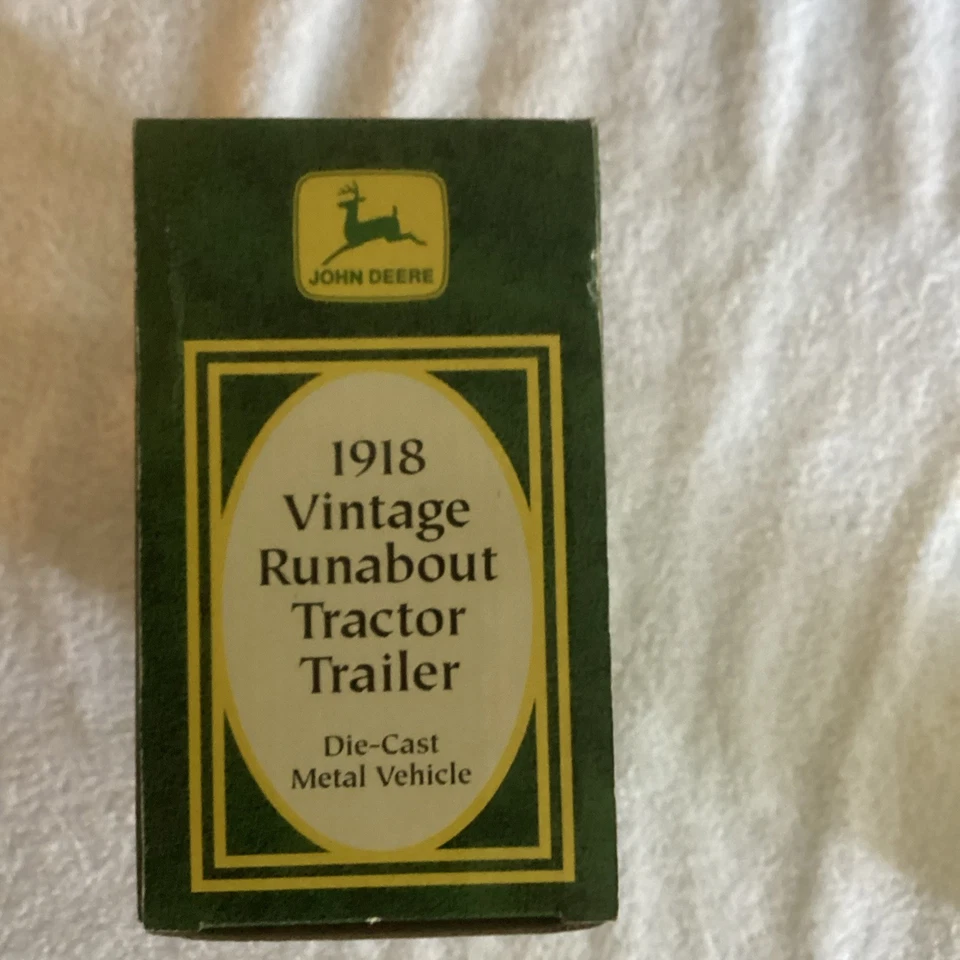 JOHN DEERE
1918
Vintage
Runabout
Tractor
Trailer
Die-Cast
Metal Vehicle